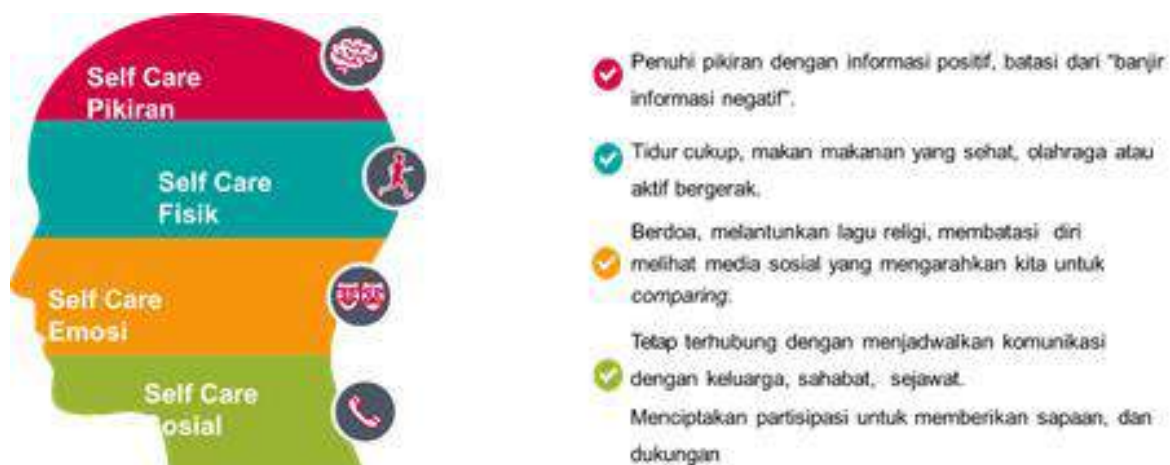 Self Care
Pikiran
Self Care
Fisik
Self Care
Emosi
Self Care
osial
Penuhi pikiran dengan informasi positif, batasi dari "banjir
informasi negatif".
Tidur cukup, makan makanan yang sehat, olahraga atau
aktif bergerak.
Berdoa, melantunkan lagu religi, membatasi diri
melihat media sosial yang mengarahkan kita untuk
comparing.
Tetap terhubung dengan menjadwalkan komunikasi
dengan keluarga, sahabat, sejawat.
Menciptakan partisipasi untuk memberikan sapaan, dan
dukungan